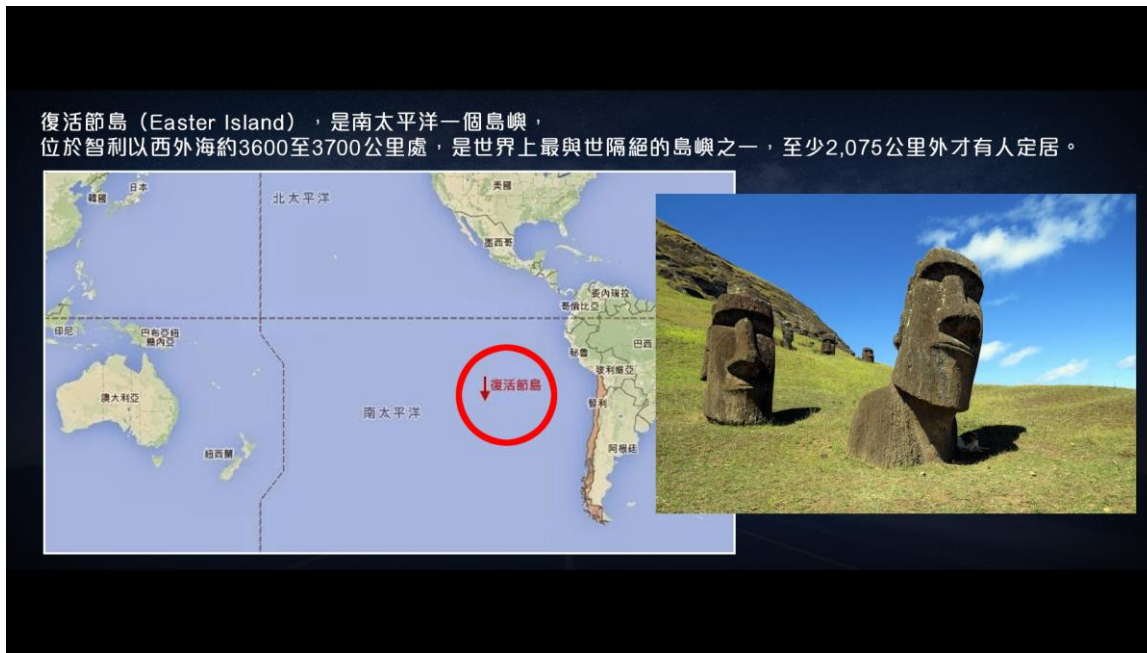 復活節島（Easter Island），是南太平洋一個島嶼，
位於智利以西外海約3600至3700公里處，是世界上最與世隔絕的島嶼之一，至少2,075公里外才有人定居。
日本
韓國
北太平洋
美國
墨西哥
委內瑞拉
哥倫比亞
印尼
巴布亞紐
幾內亞
秘魯
巴西
玻利維亞
復活節島
澳大利亞
南太平洋
智利
紐西蘭
阿根廷